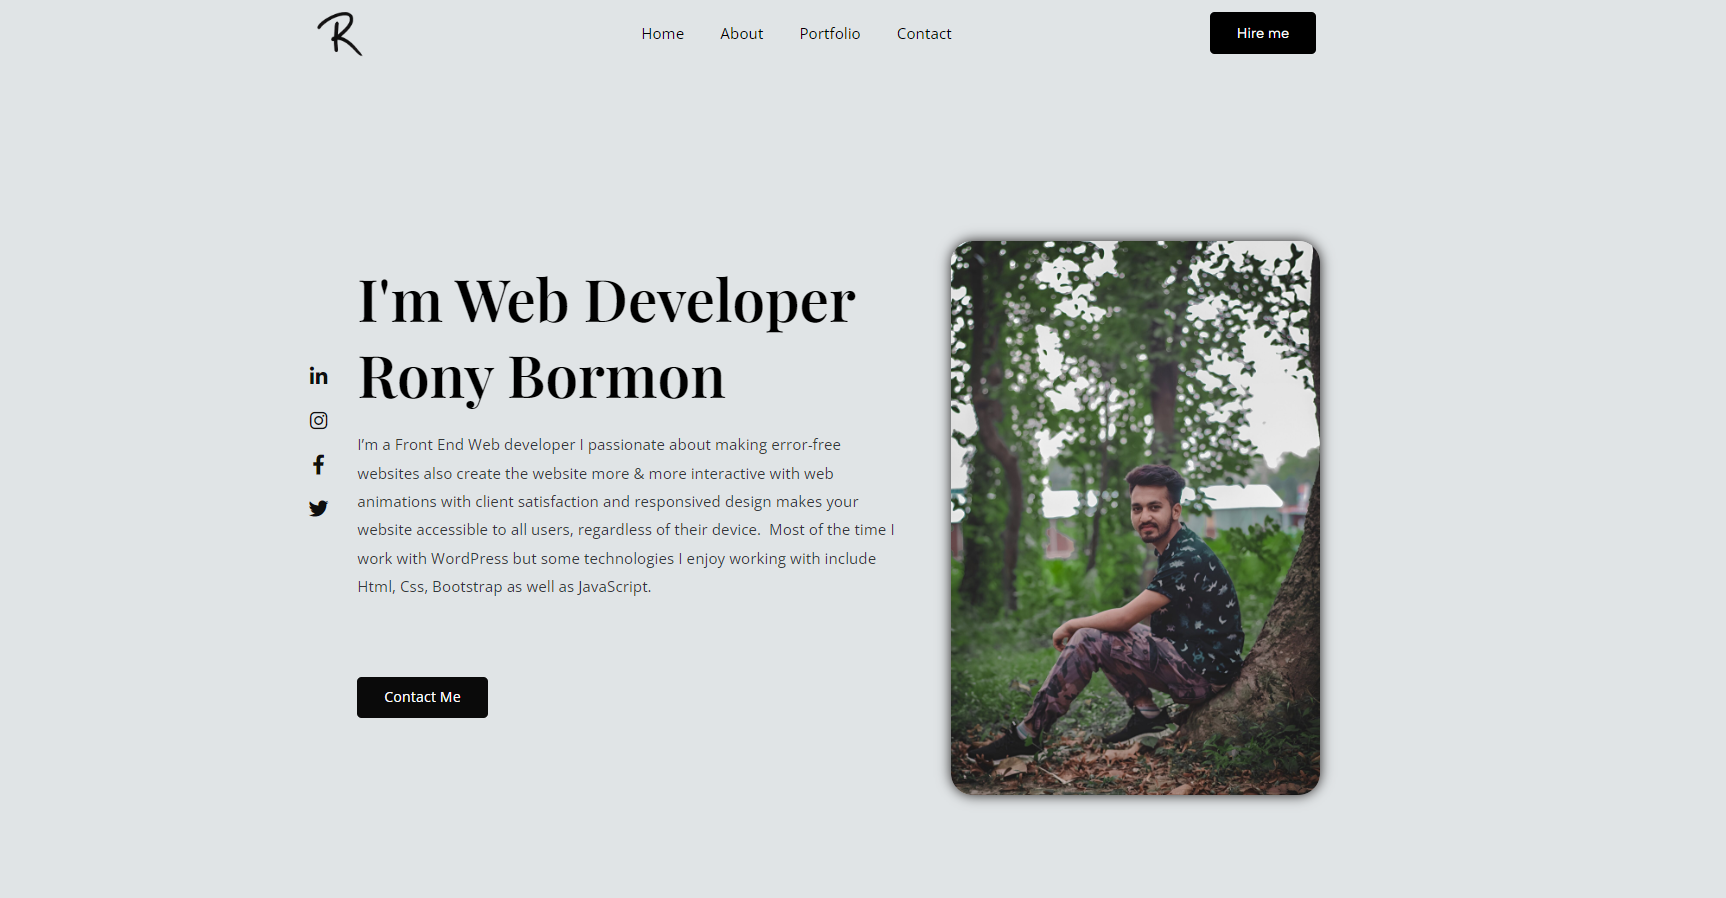 R
Home About Portfolio Contact
Hire me
I'm Web Developer
Rony Bormon
I’m a Front End Web developer I passionate about making error-free
websites also create the website more & more interactive with web
animations with client satisfaction and responsived design makes your
website accessible to all users, regardless of their device.  Most of the time I
work with WordPress but some technologies I enjoy working with include
Html, Css, Bootstrap as well as JavaScript.
Contact Me